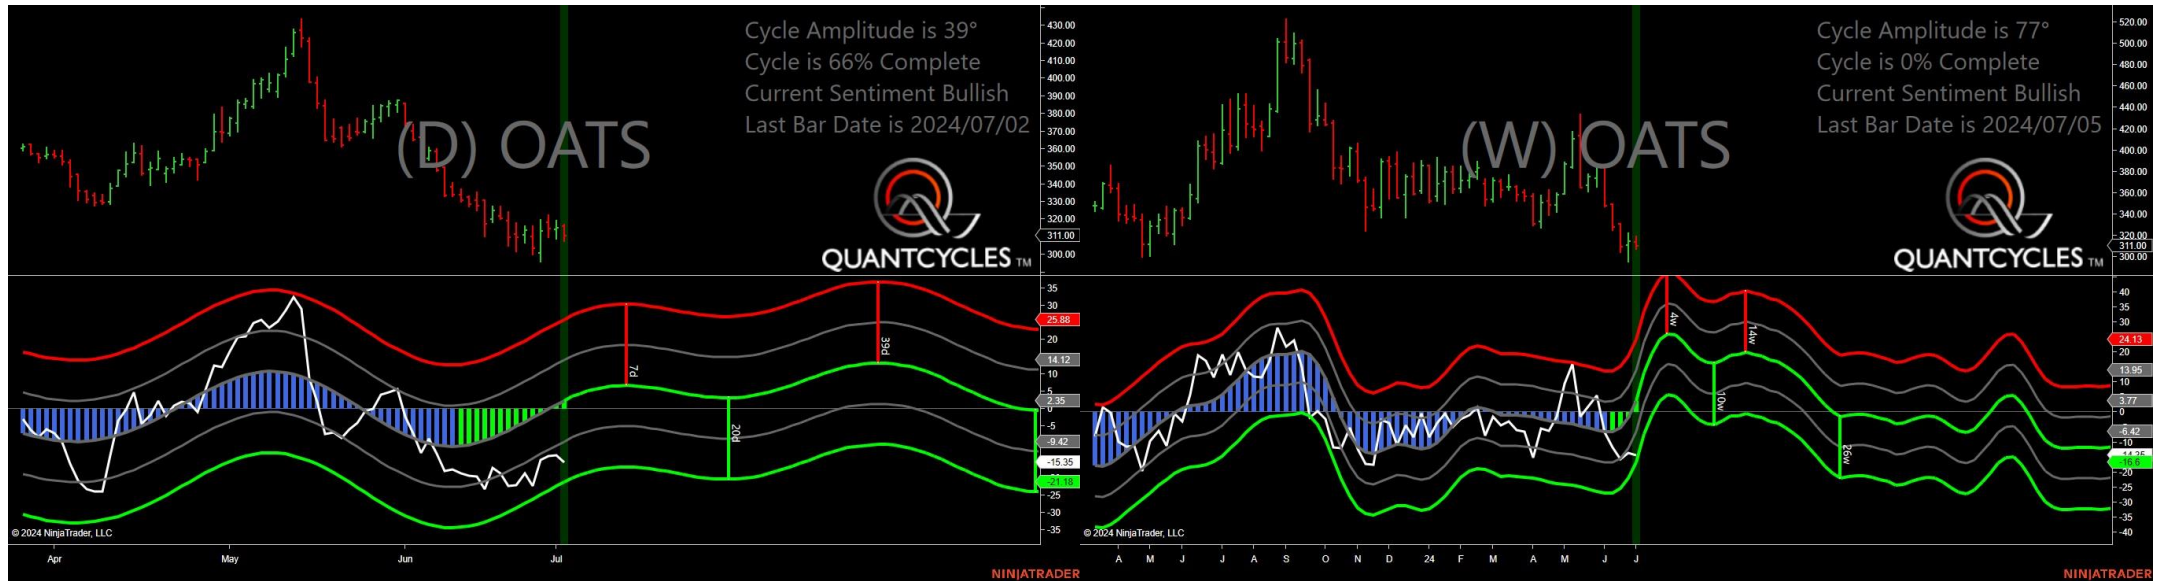 Cycle Amplitude is 39°
Cycle is 66% Complete
Current Sentiment Bullish
Last Bar Date is 2024/07/02
(D) OATS
QUANTCYCLES TM
430.00
420.00
410.00
400.00
390.00
380.00
370.00
360.00
350.00
340.00
330.00
320.00
311.00
300.00
35
30
25.88
20
14.12
10
5
2.35
0
-5
-9.42
-15.35
-21.18
-25
-30
-35
7d
20d
39d
© 2024 NinjaTrader, LLC
Apr
May
Jun
Jul
NINJATRADER
Cycle Amplitude is 77°
Cycle is 0% Complete
Current Sentiment Bullish
Last Bar Date is 2024/07/05
(W) OATS
QUANTCYCLES TM
520.00
500.00
480.00
460.00
440.00
420.00
400.00
380.00
360.00
340.00
320.00
311.00
300.00
40
35
30
24.13
20
13.95
10
3.77
0
-6.42
-10
-16.6
-20
-25
-30
-35
-40
4w
10w
14w
26w
© 2024 NinjaTrader, LLC
A M J J A S O N D 24 F M A M J J
NINJATRADER